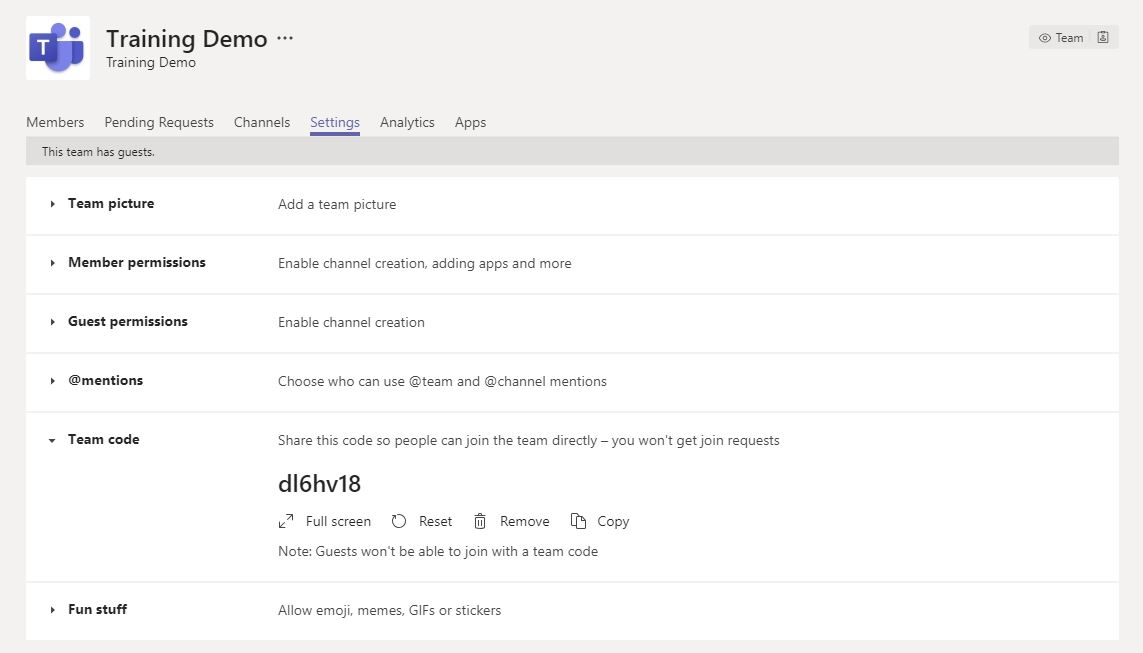 T
Training Demo ...
Training Demo
Team
Members Pending Requests Channels Settings Analytics Apps
This team has guests.
Team picture Add a team picture
Member permissions Enable channel creation, adding apps and more
Guest permissions Enable channel creation
@mentions Choose who can use @team and @channel mentions
Team code Share this code so people can join the team directly – you won't get join requests
dl6hv18
Full screen Reset Remove Copy
Note: Guests won't be able to join with a team code
Fun stuff Allow emoji, memes, GIFs or stickers